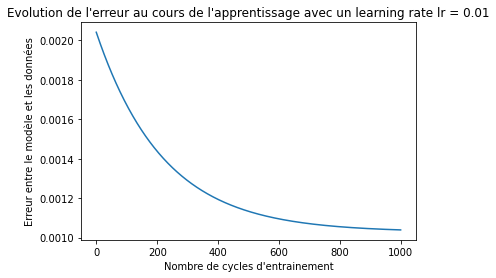 Evolution de l'erreur au cours de l'apprentissage avec un learning rate lr = 0.01
0.0020
0.0018
0.0016
0.0014
0.0012
0.0010
Erreur entre le modèle et les données
0 200 400 600 800 1000
Nombre de cycles d'entrainement